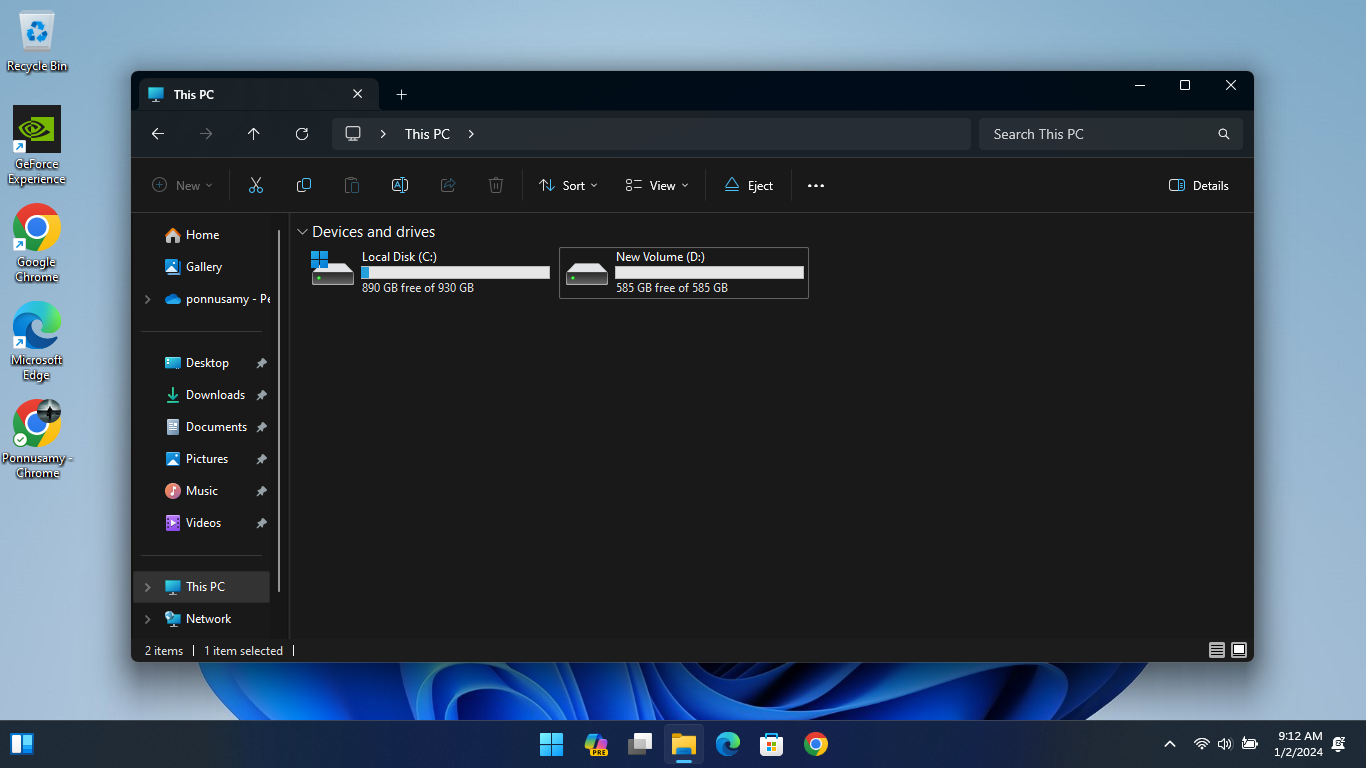 Recycle Bin
GeForce
Experience
Google
Chrome
Microsoft
Edge
Ponnusamy -
Chrome
This PC
This PC
Search This PC
New
Sort
View
Eject
Details
Home
Gallery
ponnusamy - Pe
Desktop
Downloads
Documents
Pictures
Music
Videos
This PC
Network
Devices and drives
Local Disk (C:)
890 GB free of 930 GB
New Volume (D:)
585 GB free of 585 GB
2 items
1 item selected
PRE
9:12 AM
1/2/2024